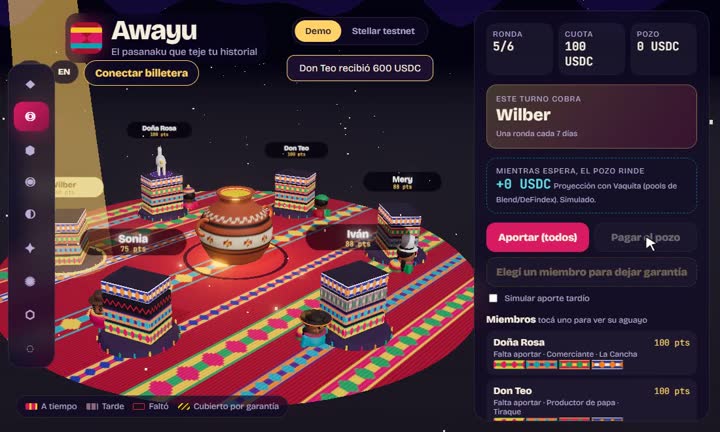 Awayu
El pasanaku que teje tu historial
Demo
Stellar testnet
EN
Conectar billetera
Don Teo recibió 600 USDC
Doña Rosa
100 pts
Don Teo
100 pts
Mery
88 pts
Wilber
Sonia
75 pts
Iván
88 pts
A tiempo
Tarde
Faltó
Cubierto por garantía
RONDA
5/6
CUOTA
100
USDC
POZO
0 USDC
ESTE TURNO COBRA
Wilber
Una ronda cada 7 días
MIENTRAS ESPERA, EL POZO RINDE
+0 USDC Proyección con Vaquita (pools de
Blend/DeFindex). Simulado.
Aportar (todos)
Pagar el pozo
Elegí un miembro para dejar garantía
Simular aporte tardío
Miembros tocá uno para ver su aguayo
Doña Rosa
100 pts
Falta aportar · Comerciante · La Cancha
Don Teo
100 pts
Falta aportar · Productor de papa ·
Tiraque